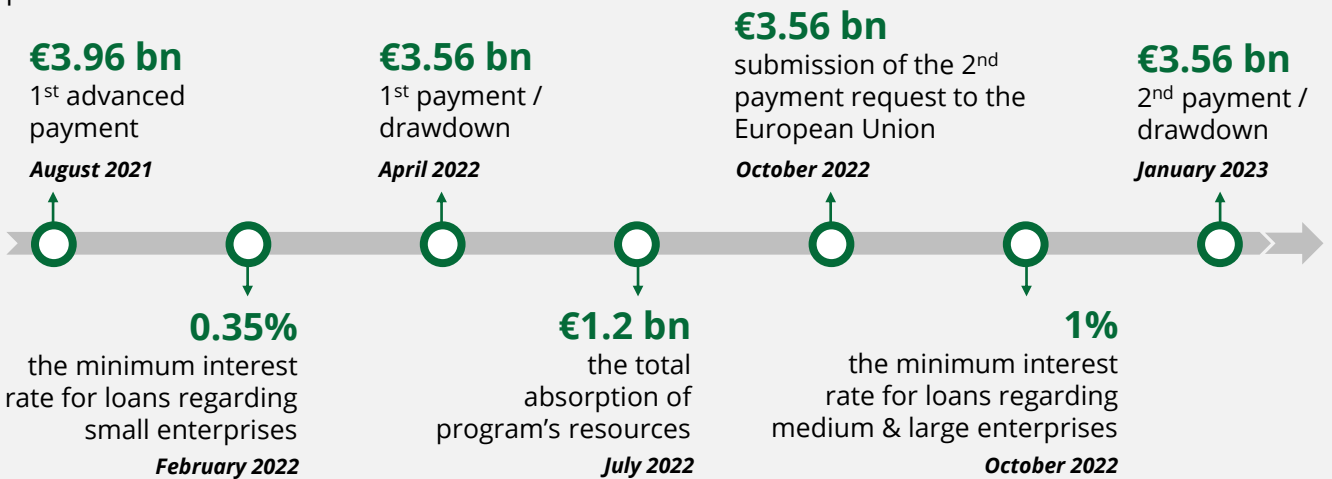 €3.96 bn
1st advanced
payment
August 2021
€3.56 bn
1st payment /
drawdown
April 2022
€3.56 bn
submission of the 2nd
payment request to the
European Union
October 2022
€3.56 bn
2nd payment /
drawdown
January 2023
0.35%
the minimum interest
rate for loans regarding
small enterprises
February 2022
€1.2 bn
the total
absorption of
program's resources
July 2022
1%
the minimum interest
rate for loans regarding
medium & large enterprises
October 2022